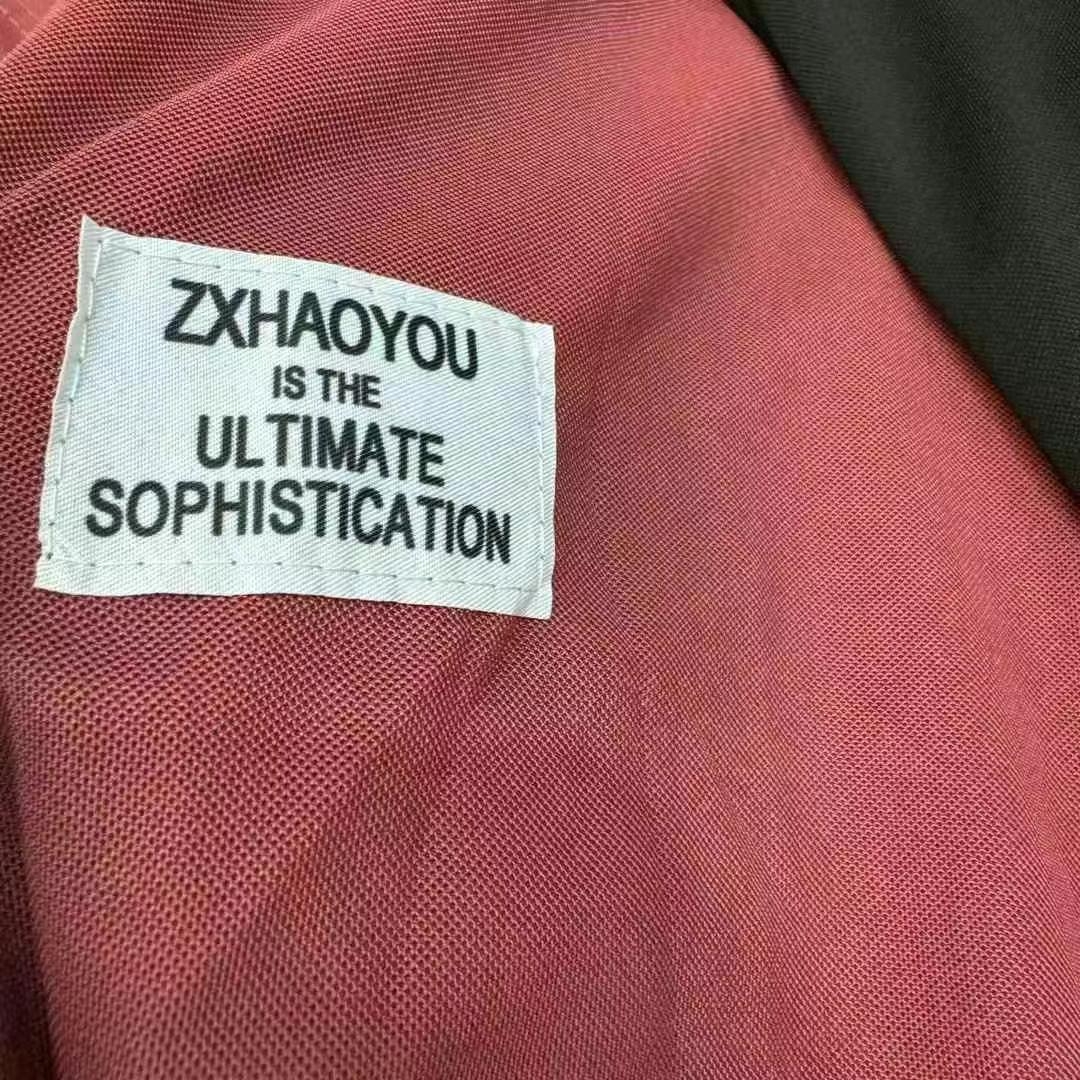 ZXHAOYOU
IS THE
ULTIMATE
SOPHISTICATION